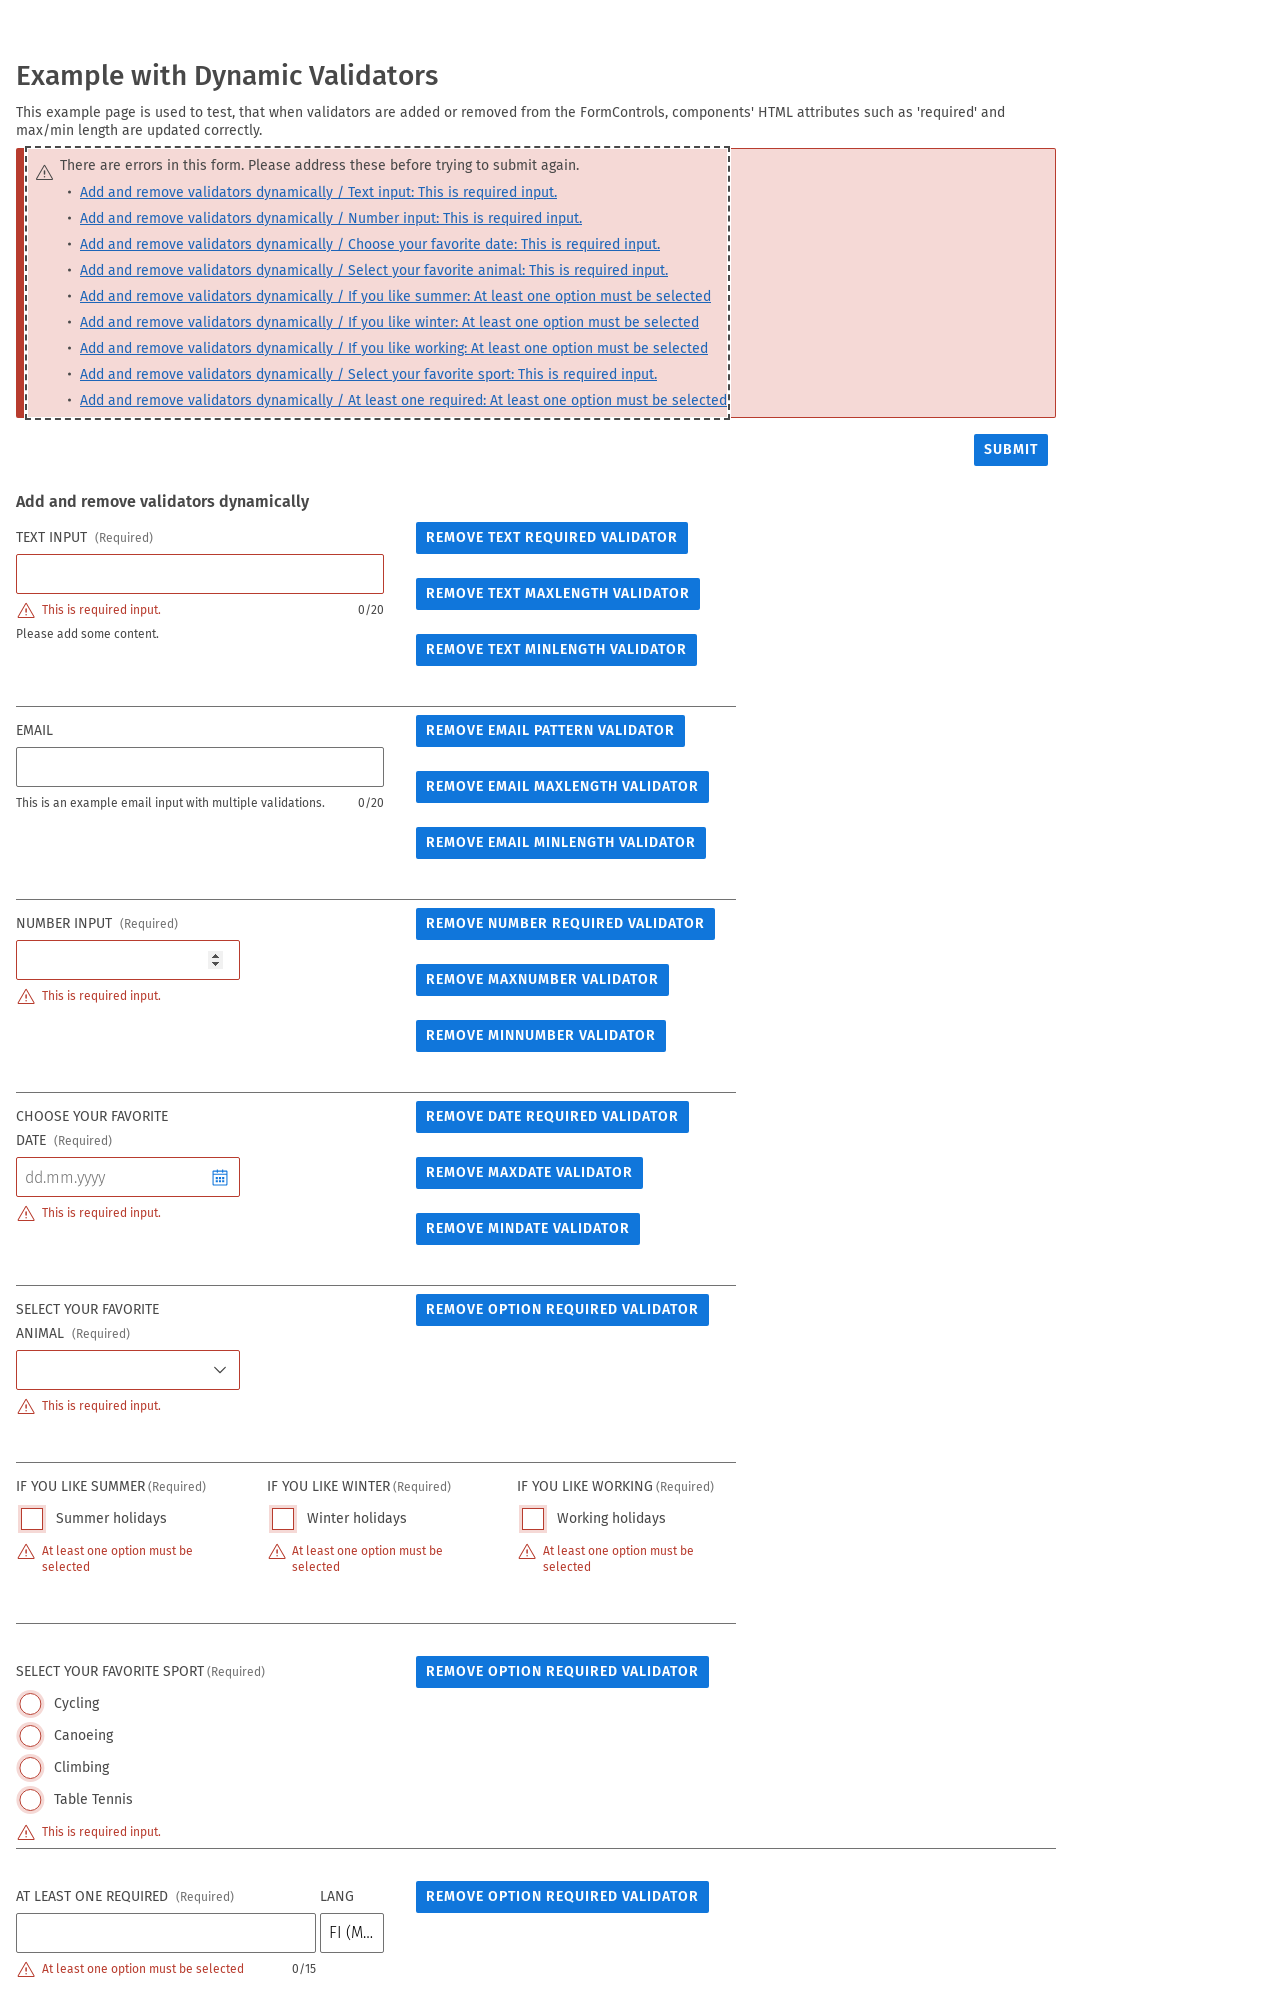 Example with Dynamic Validators
This example page is used to test, that when validators are added or removed from the FormControls, components' HTML attributes such as 'required' and
max/min length are updated correctly.
There are errors in this form. Please address these before trying to submit again.
• Add and remove validators dynamically / Text input: This is required input.
• Add and remove validators dynamically / Number input: This is required input.
• Add and remove validators dynamically / Choose your favorite date: This is required input.
• Add and remove validators dynamically / Select your favorite animal: This is required input.
• Add and remove validators dynamically / If you like summer: At least one option must be selected
• Add and remove validators dynamically / If you like winter: At least one option must be selected
• Add and remove validators dynamically / If you like working: At least one option must be selected
• Add and remove validators dynamically / Select your favorite sport: This is required input.
• Add and remove validators dynamically / At least one required: At least one option must be selected
SUBMIT
Add and remove validators dynamically
TEXT INPUT (Required)
This is required input. 0/20
Please add some content.
REMOVE TEXT REQUIRED VALIDATOR
REMOVE TEXT MAXLENGTH VALIDATOR
REMOVE TEXT MINLENGTH VALIDATOR
EMAIL
This is an example email input with multiple validations. 0/20
REMOVE EMAIL PATTERN VALIDATOR
REMOVE EMAIL MAXLENGTH VALIDATOR
REMOVE EMAIL MINLENGTH VALIDATOR
NUMBER INPUT (Required)
This is required input.
REMOVE NUMBER REQUIRED VALIDATOR
REMOVE MAXNUMBER VALIDATOR
REMOVE MINNUMBER VALIDATOR
CHOOSE YOUR FAVORITE
DATE (Required)
dd.mm.yyyy
This is required input.
REMOVE DATE REQUIRED VALIDATOR
REMOVE MAXDATE VALIDATOR
REMOVE MINDATE VALIDATOR
SELECT YOUR FAVORITE
ANIMAL (Required)
This is required input.
REMOVE OPTION REQUIRED VALIDATOR
IF YOU LIKE SUMMER (Required)
Summer holidays
At least one option must be
selected
IF YOU LIKE WINTER (Required)
Winter holidays
At least one option must be
selected
IF YOU LIKE WORKING (Required)
Working holidays
At least one option must be
selected
SELECT YOUR FAVORITE SPORT (Required)
Cycling
Canoeing
Climbing
Table Tennis
This is required input.
REMOVE OPTION REQUIRED VALIDATOR
AT LEAST ONE REQUIRED (Required) LANG
FI (M...
At least one option must be selected 0/15
REMOVE OPTION REQUIRED VALIDATOR